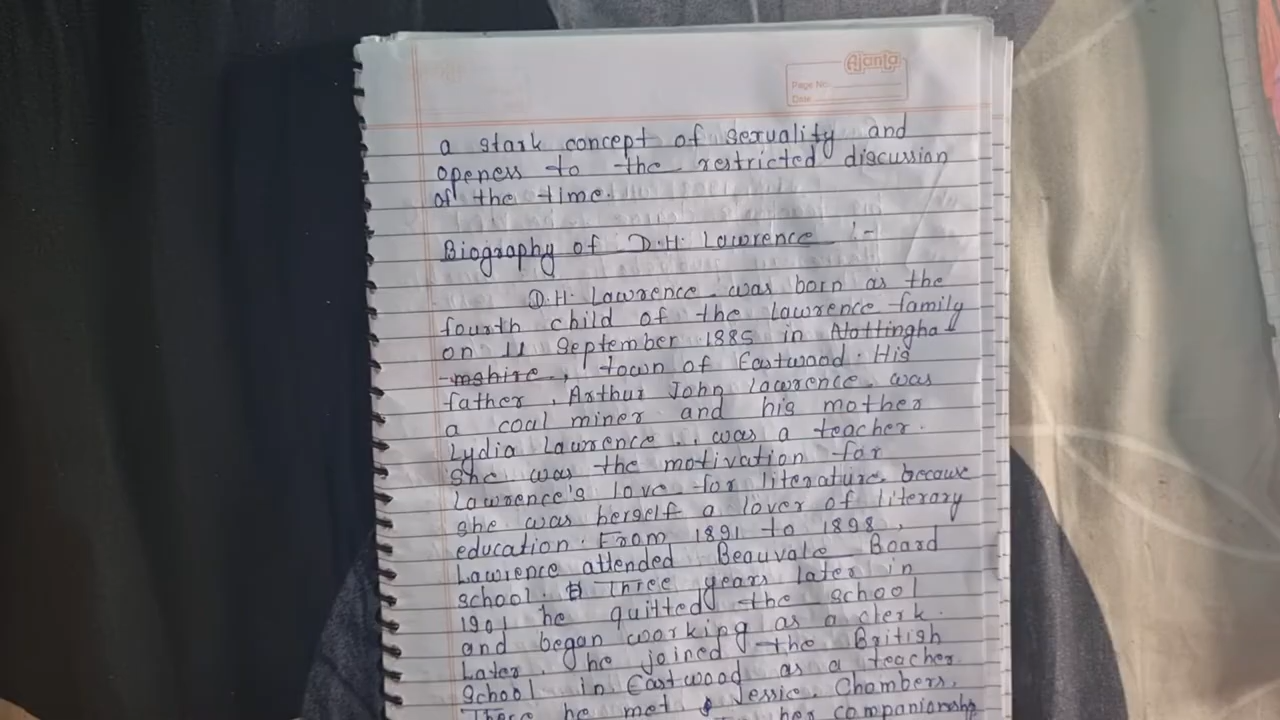 Ajanta
Page No.
Date
a stark concept of sexuality and
openess to the restricted discussion
of the time.
Biography of D.H. Lawrence :-
D.H. Lawrence was born as the
fourth child of the Lawrence family
on 11 September 1885 in Nottingha
-mshire, town of Eastwood. His
father, Arthur John Lawrence was
a coal miner and his mother
Lydia Lawrence, was a teacher.
She was the motivation for
Lawrence's love for literature because
she was herself a lover of literary
education. From 1891 to 1898,
Lawrence attended Beauvale Board
school. Three years later in
1901 he quitted the school
and began working as a clerk.
Later he joined the British
School in Eastwood as a teacher
There he met Jessie Chambers.
her companionship